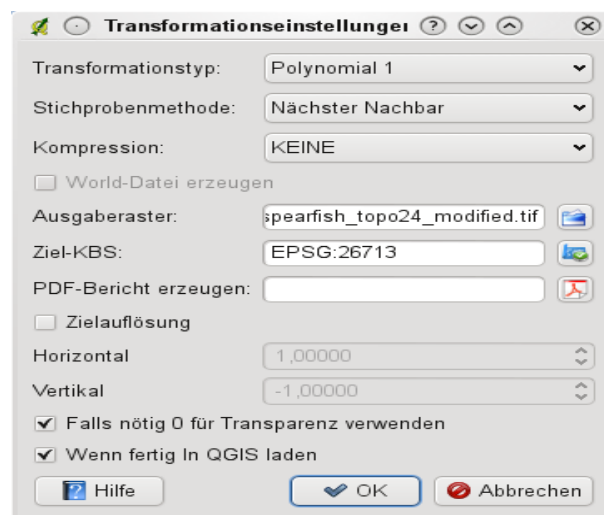 Transformationseinstellunger
Transformationstyp: Polynomial 1
Stichprobenmethode: Nächster Nachbar
Kompression: KEINE
World-Datei erzeugen
Ausgaberaster: spearfish_topo24_modified.tif
Ziel-KBS: EPSG:26713
PDF-Bericht erzeugen:
Zielauflösung
Horizontal 1,00000
Vertikal -1,00000
Falls nötig 0 für Transparenz verwenden
Wenn fertig In QGIS laden
Hilfe OK Abbrechen